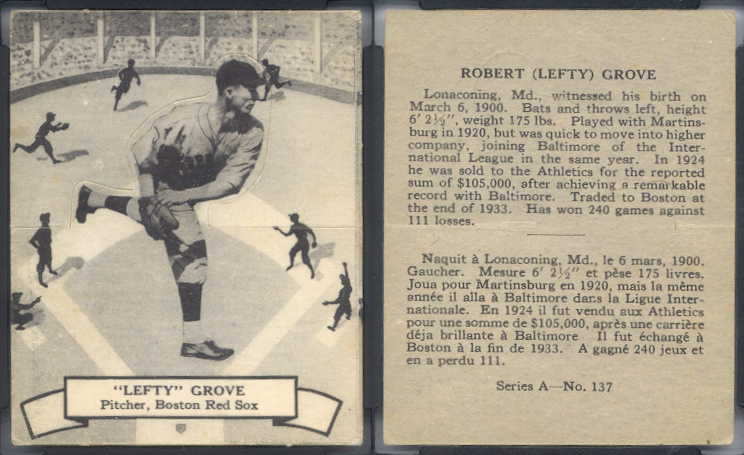 "LEFTY" GROVE
Pitcher, Boston Red Sox
ROBERT (LEFTY) GROVE
Lonaconing, Md., witnessed his birth on
March 6, 1900. Bats and throws left, height
6' 2½", weight 175 lbs. Played with Martins-
burg in 1920, but was quick to move into higher
company, joining Baltimore of the Inter-
national League in the same year. In 1924
he was sold to the Athletics for the reported
sum of $105,000, after achieving a remarkable
record with Baltimore. Traded to Boston at
the end of 1933. Has won 240 games against
111 losses.
Naquit à Lonaconing, Md., le 6 mars, 1900.
Gaucher. Mesure 6' 2½" et pèse 175 livres.
Joua pour Martinsburg en 1920, mais la même
année il alla à Baltimore dans la Ligue Inter-
nationale. En 1924 il fut vendu aux Athletics
pour une somme de $105,000, après une carrière
déja brillante à Baltimore Il fut échangé à
Boston à la fin de 1933. A gagné 240 jeux et
en a perdu 111.
Series A—No. 137